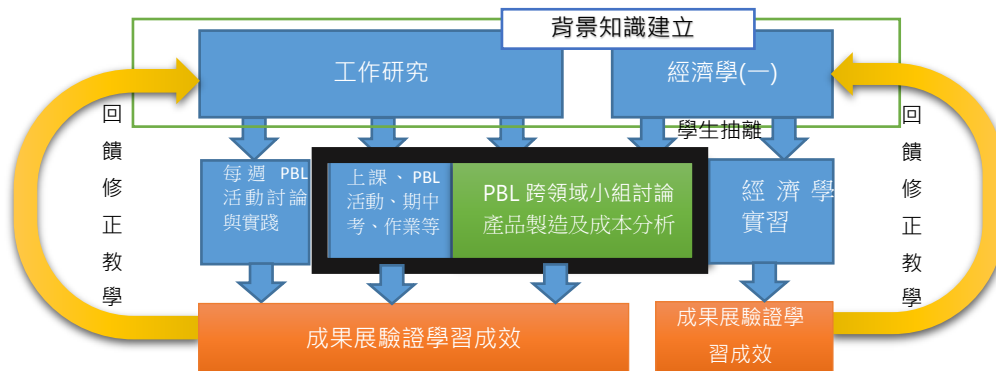 背景知識建立
工作研究
經濟學(一)
學生抽離
回饋修正教學
每週 PBL
活動討論
與實踐
上課、PBL
活動、期中
考、作業等
PBL 跨領域小組討論
產品製造及成本分析
經濟學
實習
回饋修正教學
成果展驗證學習成效
成果展驗證學
習成效